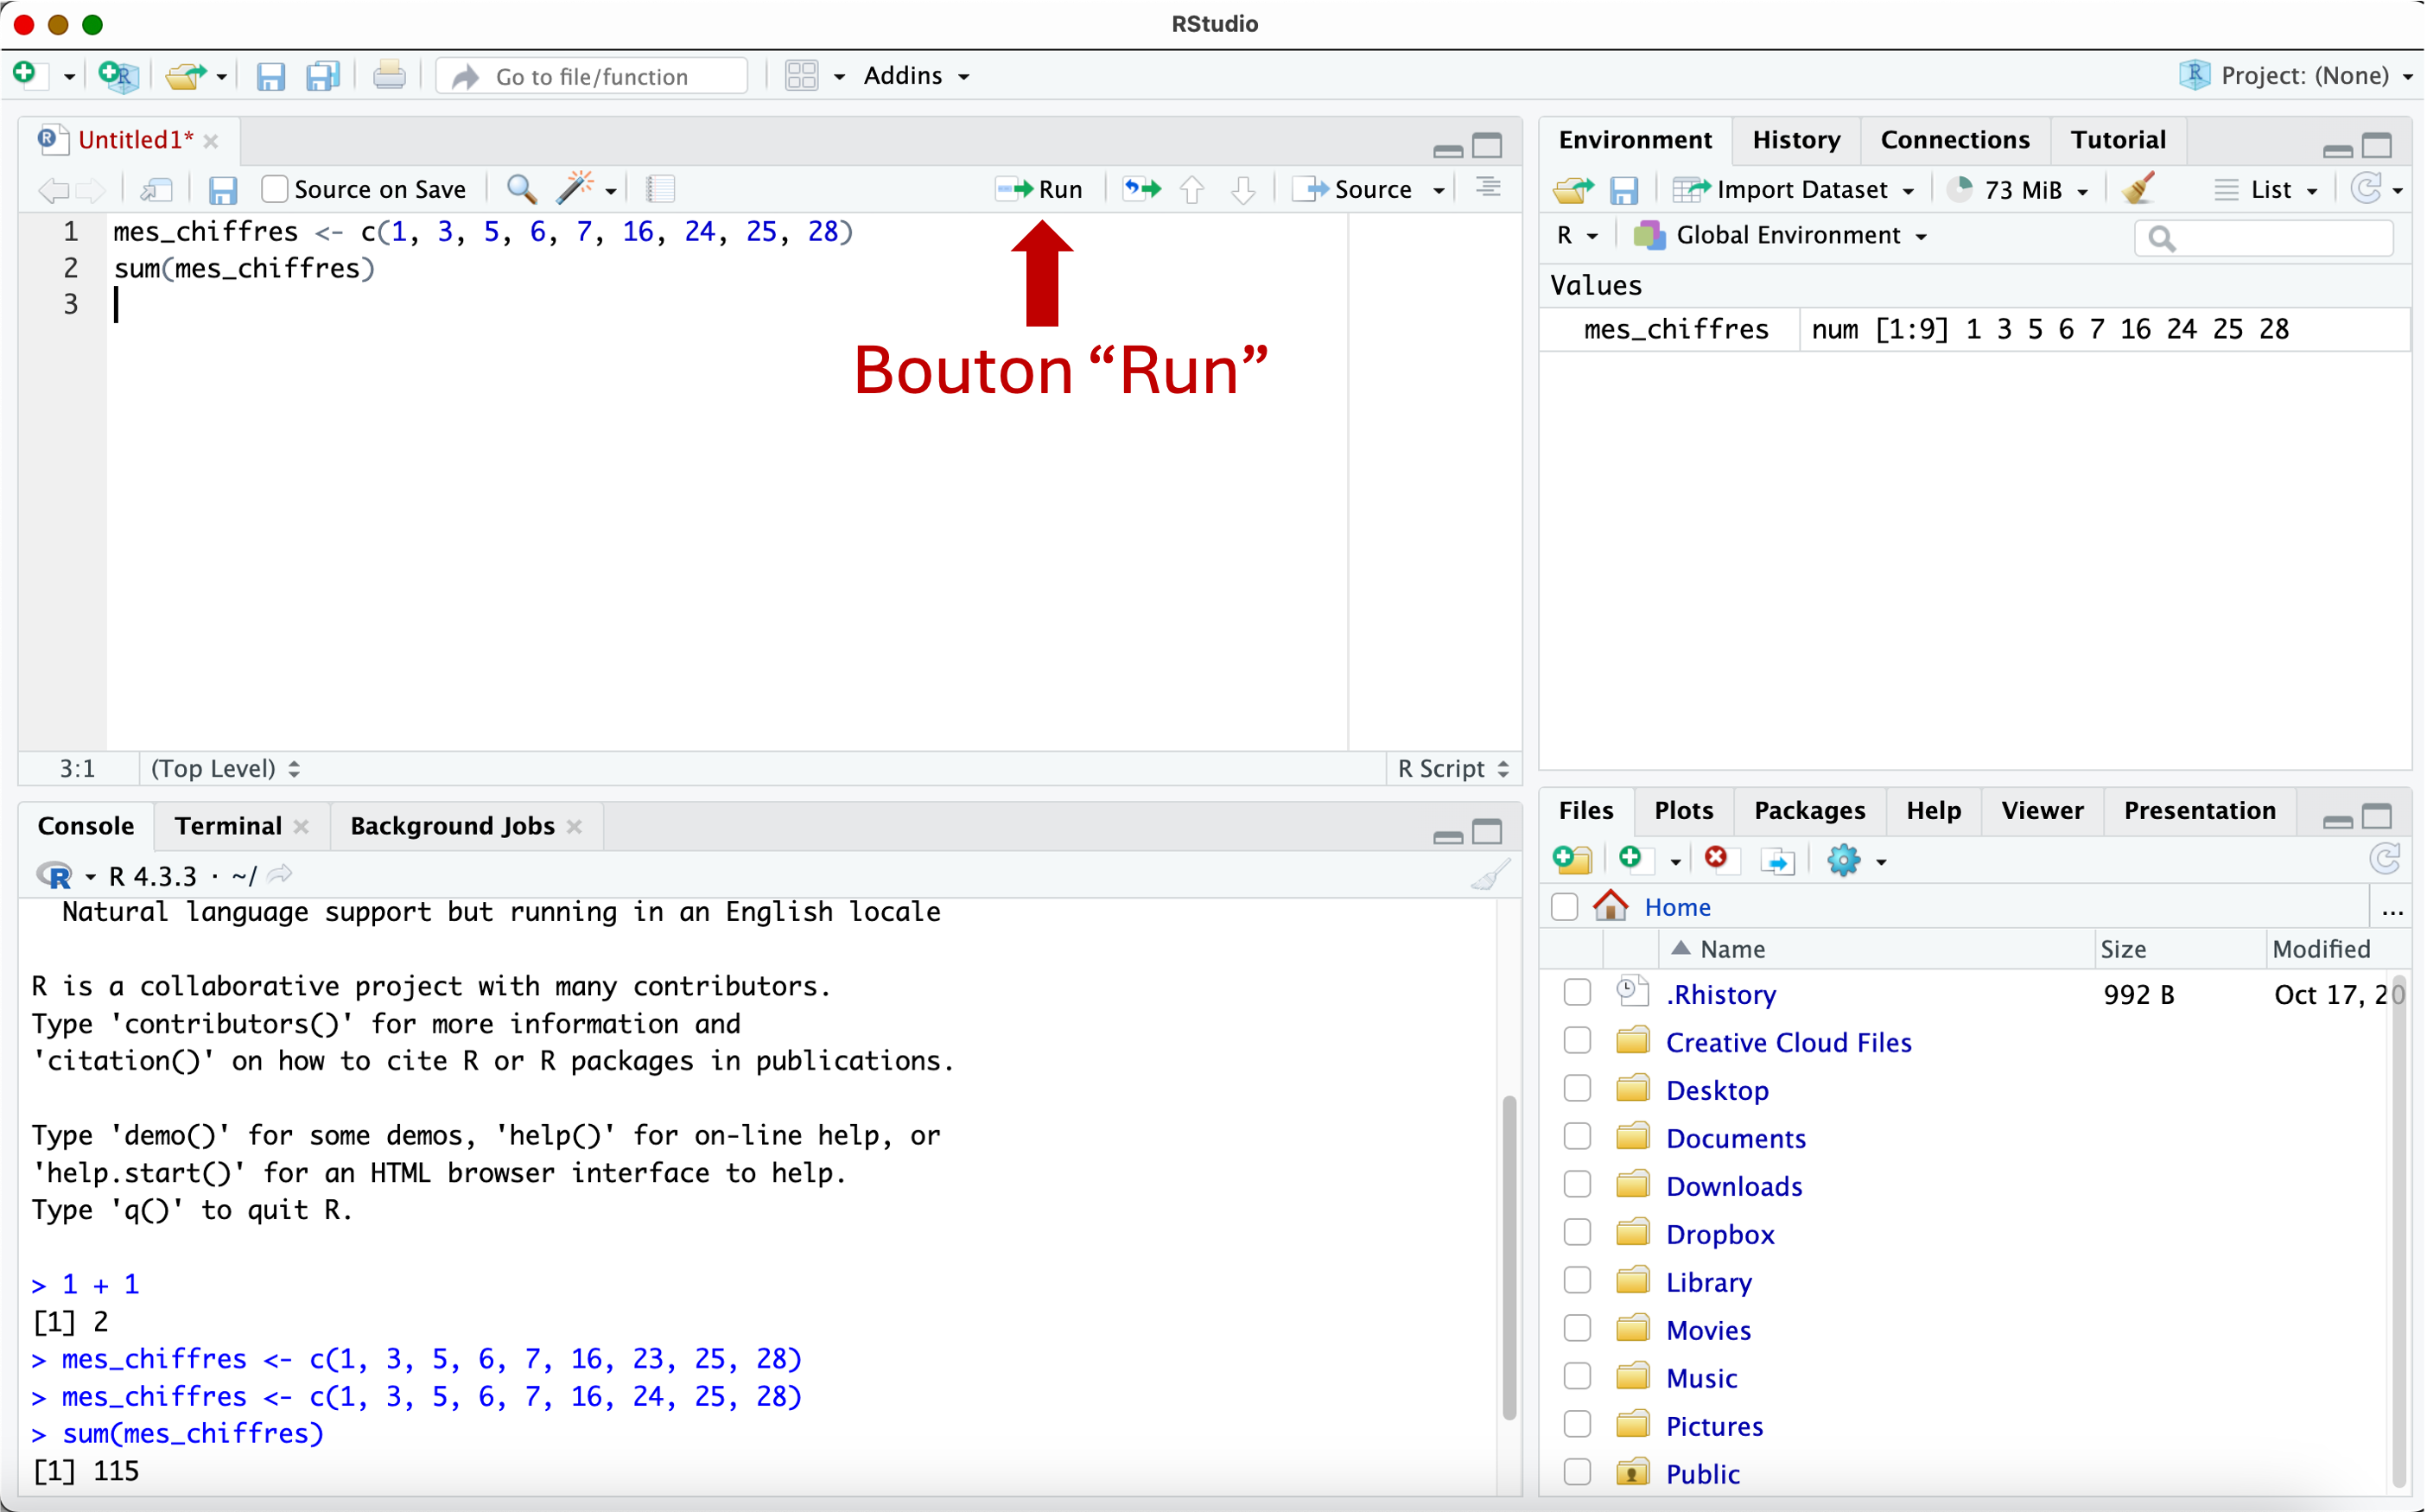 RStudio
Go to file/function
Addins
Project: (None)
Untitled1*
Source on Save
Run
Source
1 mes_chiffres <- c(1, 3, 5, 6, 7, 16, 24, 25, 28)
2 sum(mes_chiffres)
3
Bouton “Run”
3:1
(Top Level)
R Script
Environment
History
Connections
Tutorial
Import Dataset
73 MiB
List
R
Global Environment
Values
mes_chiffres num [1:9] 1 3 5 6 7 16 24 25 28
Console
Terminal
Background Jobs
R 4.3.3 · ~/
Natural language support but running in an English locale
R is a collaborative project with many contributors.
Type 'contributors()' for more information and
'citation()' on how to cite R or R packages in publications.
Type 'demo()' for some demos, 'help()' for on-line help, or
'help.start()' for an HTML browser interface to help.
Type 'q()' to quit R.
> 1 + 1
[1] 2
> mes_chiffres <- c(1, 3, 5, 6, 7, 16, 23, 25, 28)
> mes_chiffres <- c(1, 3, 5, 6, 7, 16, 24, 25, 28)
> sum(mes_chiffres)
[1] 115
Files
Plots
Packages
Help
Viewer
Presentation
Home
...
Name Size Modified
.Rhistory 992 B Oct 17, 20
Creative Cloud Files
Desktop
Documents
Downloads
Dropbox
Library
Movies
Music
Pictures
Public